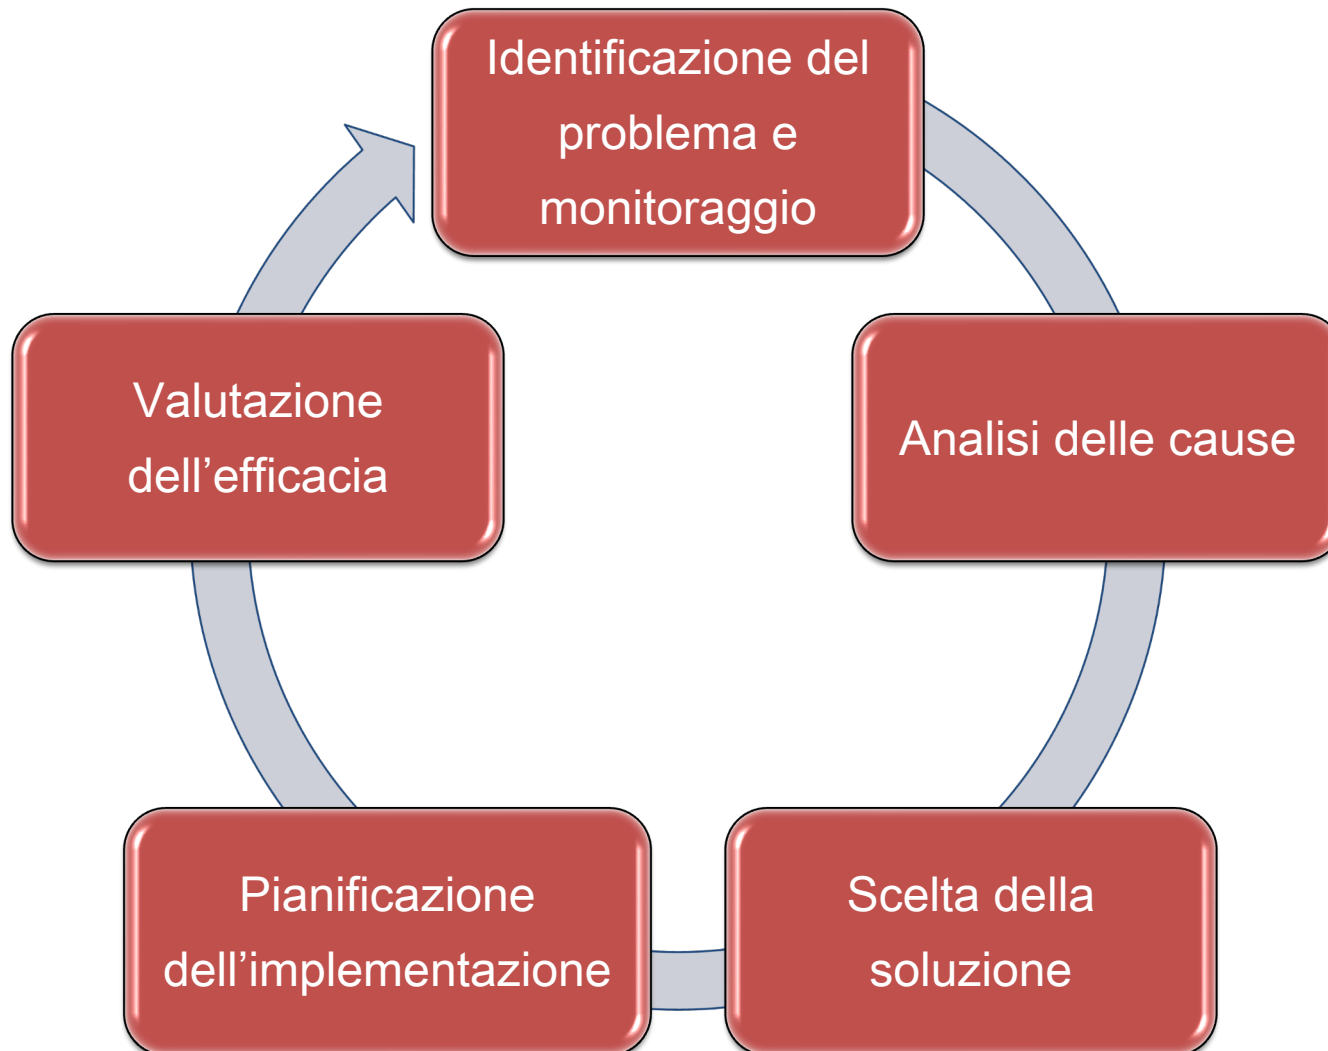 Identificazione del
problema e
monitoraggio
Analisi delle cause
Scelta della
soluzione
Pianificazione
dell’implementazione
Valutazione
dell’efficacia